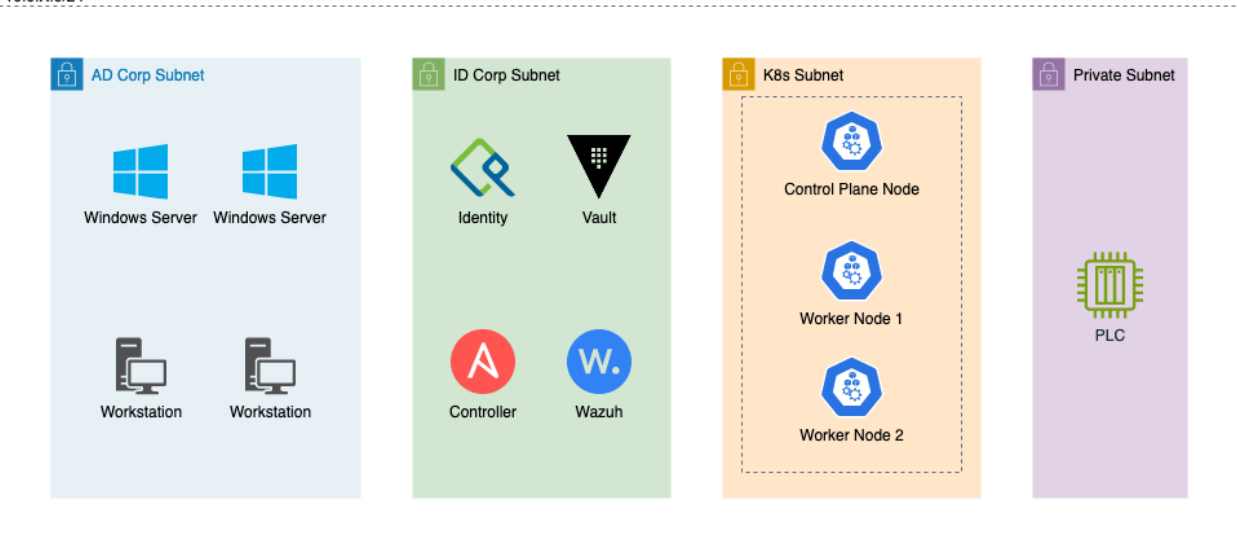 AD Corp Subnet
ID Corp Subnet
K8s Subnet
Private Subnet
Windows Server
Windows Server
Identity
Vault
Control Plane Node
Worker Node 1
PLC
Workstation
Workstation
Controller
W.
Wazuh
Worker Node 2